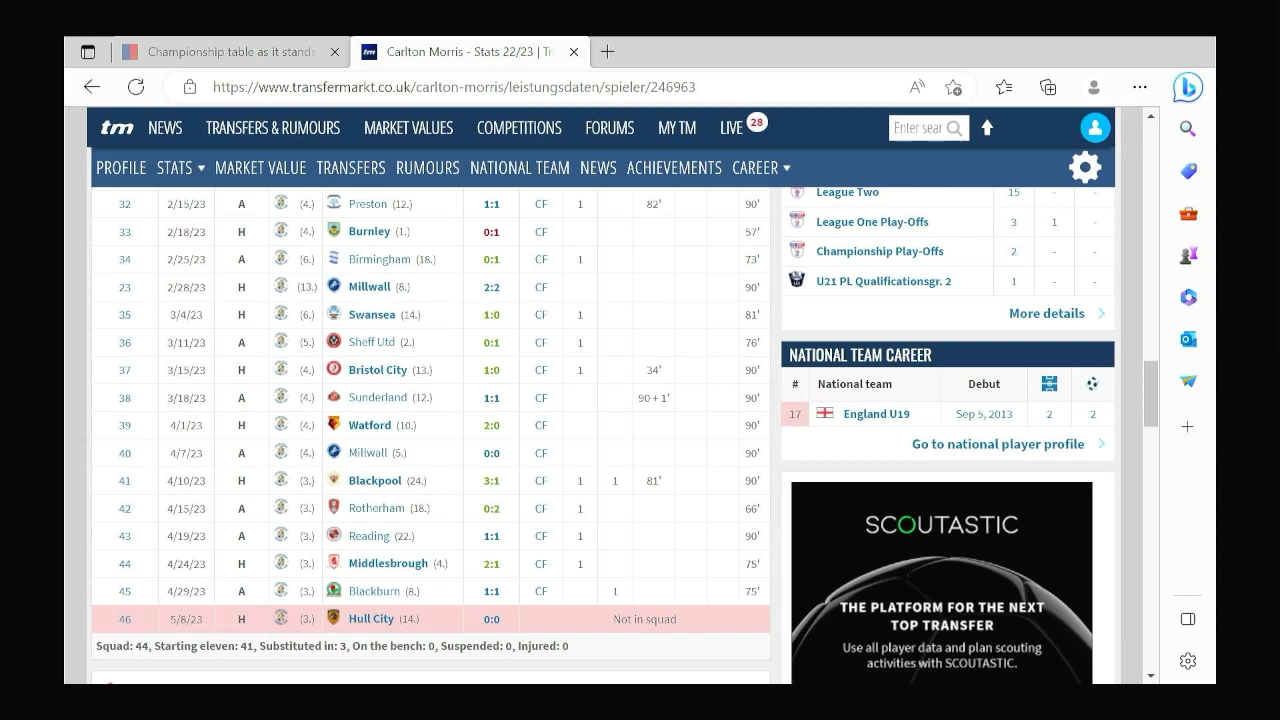 Championship table as it stands
tm Carlton Morris - Stats 22/23 | Tr
https://www.transfermarkt.co.uk/carlton-morris/leistungsdaten/spieler/246963
tm NEWS TRANSFERS & RUMOURS MARKET VALUES COMPETITIONS FORUMS MY TM LIVE 28 Enter sear
PROFILE STATS MARKET VALUE TRANSFERS RUMOURS NATIONAL TEAM NEWS ACHIEVEMENTS CAREER
32 2/15/23 A (4.) Preston (12.) 1:1 CF 1 82' 90'
33 2/18/23 H (4.) Burnley (1.) 0:1 CF 57'
34 2/25/23 A (6.) Birmingham (18.) 0:1 CF 1 73'
23 2/28/23 H (13.) Millwall (8.) 2:2 CF 90'
35 3/4/23 H (6.) Swansea (14.) 1:0 CF 1 81'
36 3/11/23 A (5.) Sheff Utd (2.) 0:1 CF 1 76'
37 3/15/23 H (4.) Bristol City (13.) 1:0 CF 1 34' 90'
38 3/18/23 A (4.) Sunderland (12.) 1:1 CF 90 + 1' 90'
39 4/1/23 H (4.) Watford (10.) 2:0 CF 90'
40 4/7/23 A (4.) Millwall (5.) 0:0 CF 90'
41 4/10/23 H (3.) Blackpool (24.) 3:1 CF 1 1 81' 90'
42 4/15/23 A (3.) Rotherham (18.) 0:2 CF 1 66'
43 4/19/23 A (3.) Reading (22.) 1:1 CF 1 90'
44 4/24/23 H (3.) Middlesbrough (4.) 2:1 CF 1 75'
45 4/29/23 A (3.) Blackburn (8.) 1:1 CF 1 75'
46 5/8/23 H (3.) Hull City (14.) 0:0 Not in squad
Squad: 44, Starting eleven: 41, Substituted in: 3, On the bench: 0, Suspended: 0, Injured: 0
League Two 15 - -
League One Play-Offs 3 1 -
Championship Play-Offs 2 - -
U21 PL Qualificationsgr. 2 1 - -
More details
NATIONAL TEAM CAREER
# National team Debut
17 England U19 Sep 5, 2013 2 2
Go to national player profile
SCOUTASTIC
THE PLATFORM FOR THE NEXT
TOP TRANSFER
Use all player data and plan scouting
activities with SCOUTASTIC.